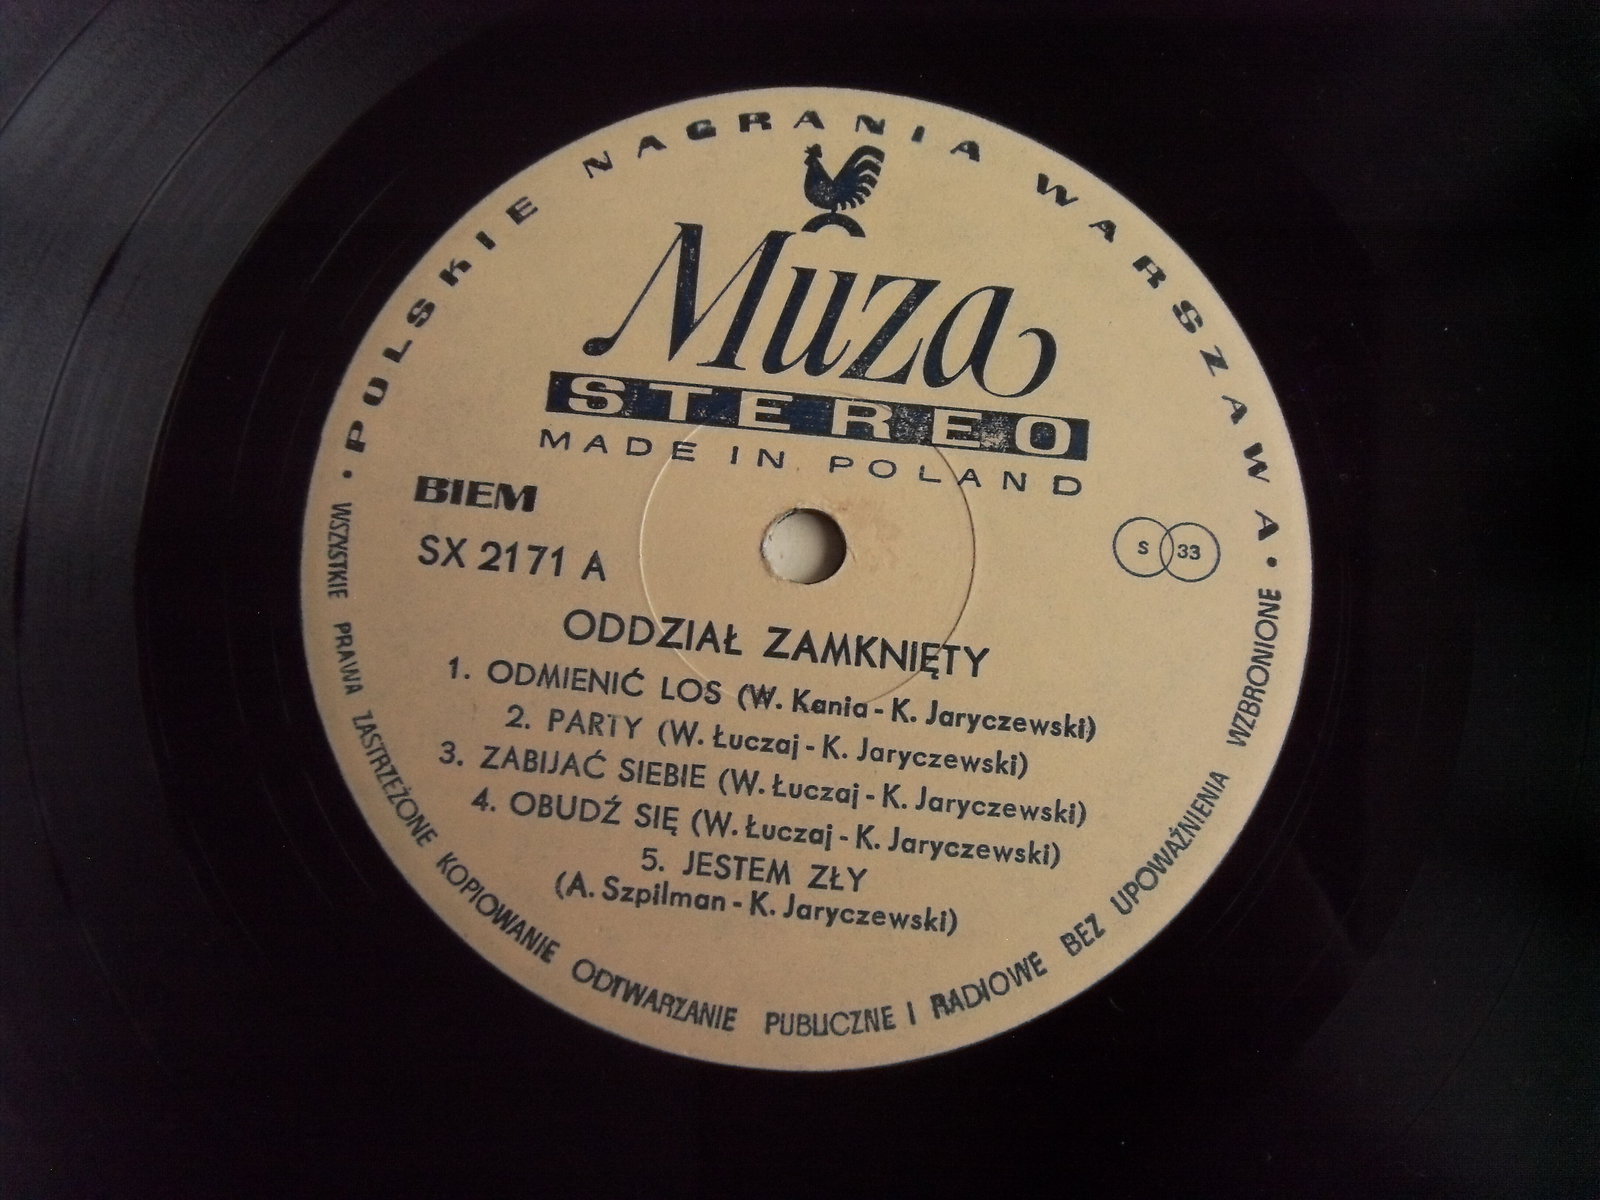 POLSKIE NAGRANIA WARSZAWA
Muza
STEREO
MADE IN POLAND
BIEM
SX 2171 A
S 33
ODDZIAŁ ZAMKNIĘTY
1. ODMIENIĆ LOS (W. Kania - K. Jaryczewski)
2. PARTY (W. Łuczaj - K. Jaryczewski)
3. ZABIJAĆ SIEBIE (W. Łuczaj - K. Jaryczewski)
4. OBUDŹ SIĘ (W. Łuczaj - K. Jaryczewski)
5. JESTEM ZŁY
(A. Szpilman - K. Jaryczewski)
• WSZYSTKIE PRAWA ZASTRZEŻONE KOPIOWANIE ODTWARZANIE PUBLICZNE I RADIOWE BEZ UPOWAŻNIENIA WZBRONIONE •